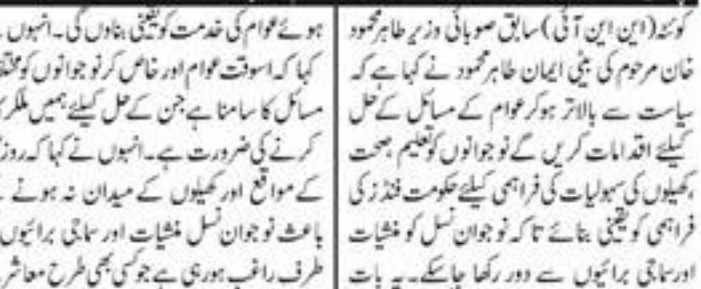 کوئٹہ(این این آئی)سابق صوبائی وزیر طاہر محمود
خان مرحوم کی بیٹی ایمان طاہر محمود نے کہا ہے کہ
سیاست سے بالاتر ہوکر عوام کے مسائل کے حل
کیلئے اقدامات کریں گے نوجوانوں کو تعلیم، صحت
،کھیلوں کی سہولیات کی فراہمی کیلئے حکومت فنڈز کی
فراہمی کو یقینی بنائے تاکہ نوجوان نسل کو منشیات
اور سماجی برائیوں سے دور رکھا جاسکے۔ یہ بات
ہوئے عوام کی خدمت کو یقینی بناوں گی۔ انہوں
کہا کہ اسوقت عوام اور خاص کر نوجوانوں کو
مسائل کا سامنا ہے جن کے حل کیلئے ہمیں ملکر
کرنے کی ضرورت ہے۔ انہوں نے کہا کہ
کے مواقع اور کھیلوں کے میدان نہ ہونے
باعث نوجوان نسل منشیات اور سماجی برائیوں
طرف راغب ہورہی ہے جو کسی بھی طرح